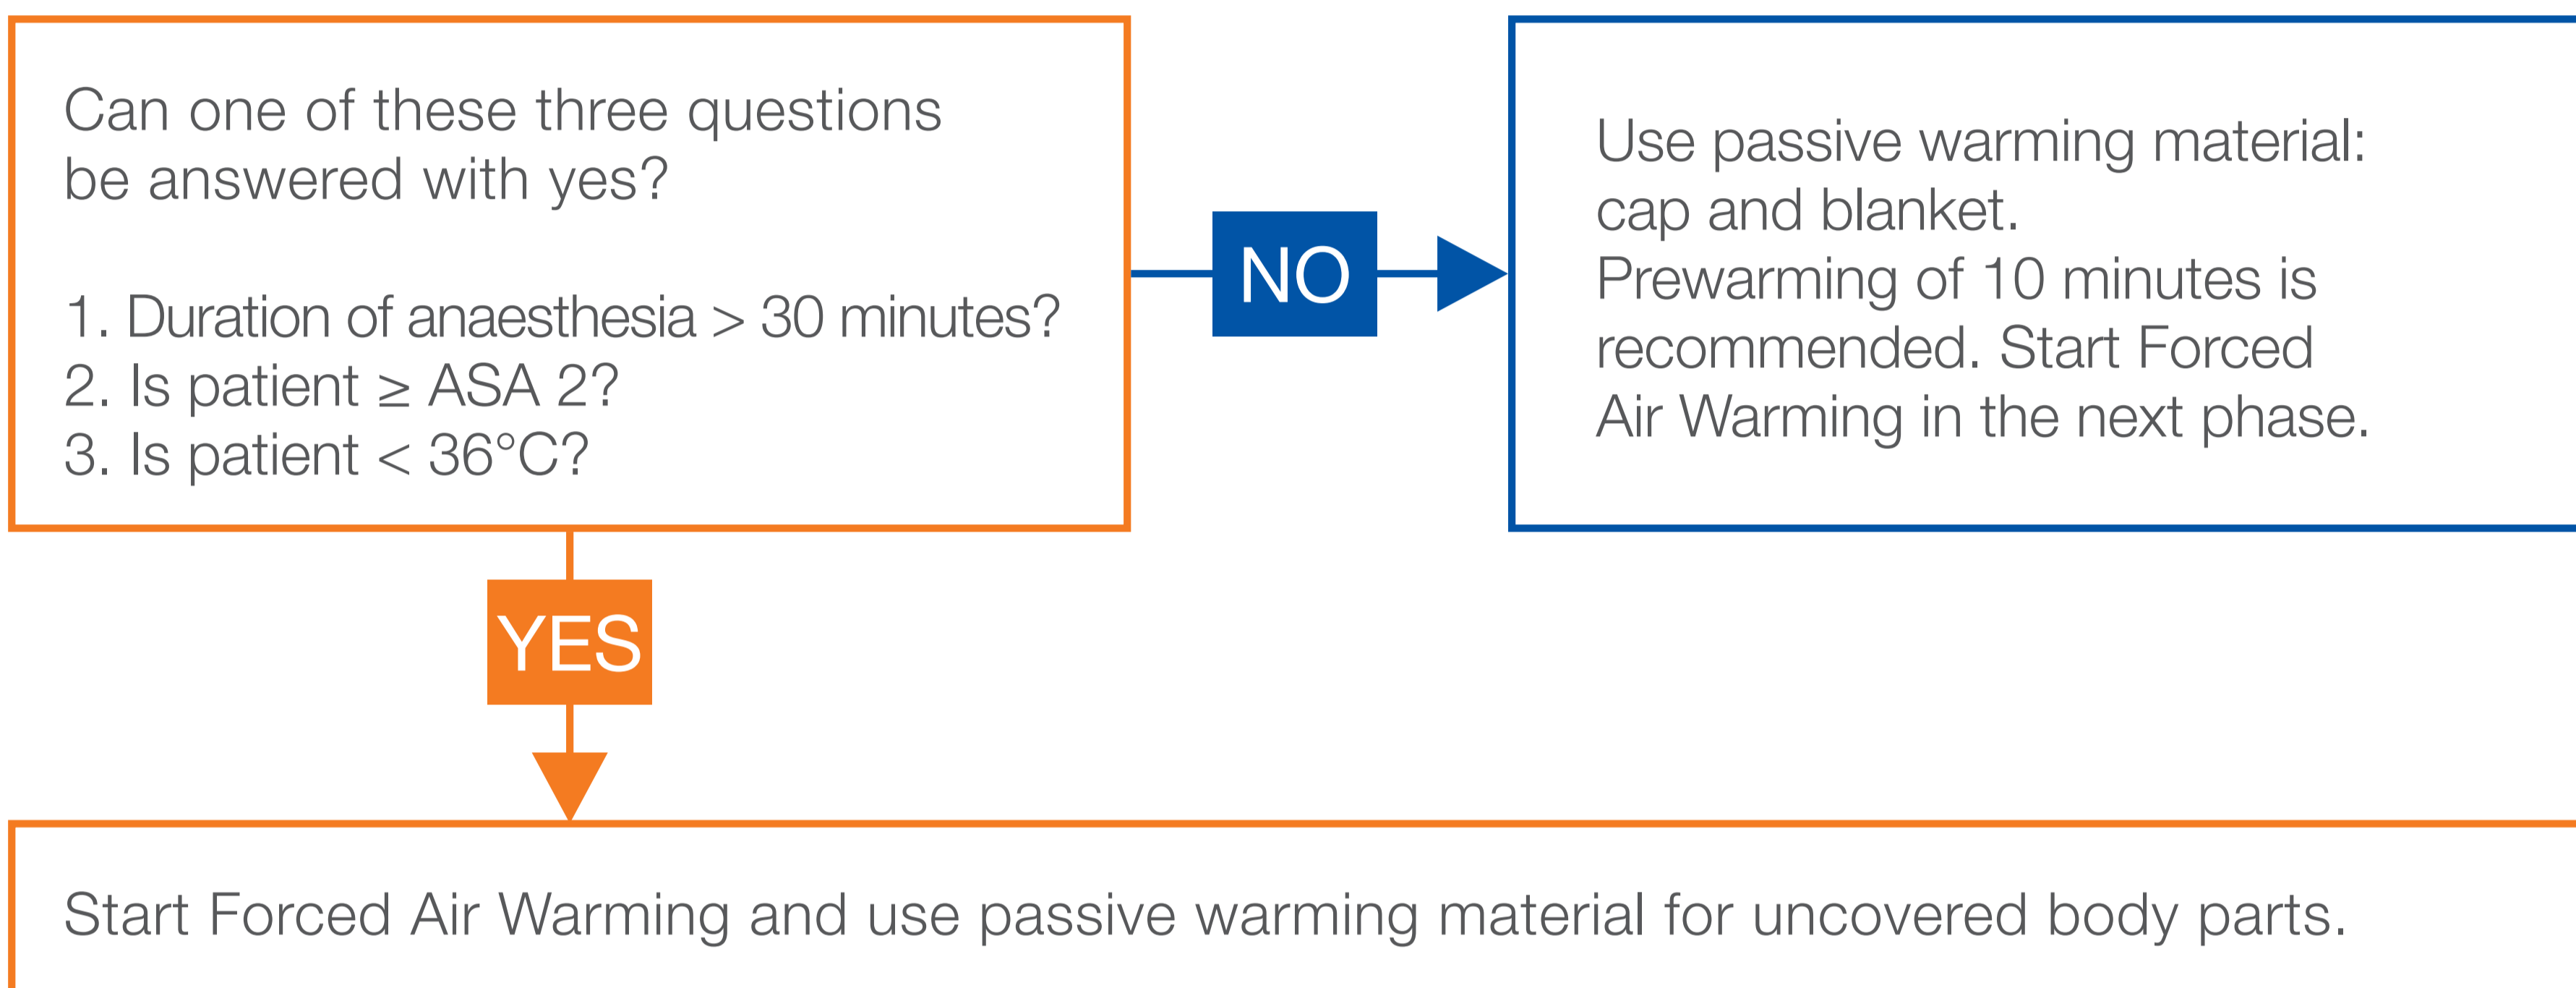 Can one of these three questions
be answered with yes?
1. Duration of anaesthesia > 30 minutes?
2. Is patient ≥ ASA 2?
3. Is patient < 36°C?
NO
Use passive warming material:
cap and blanket.
Prewarming of 10 minutes is
recommended. Start Forced
Air Warming in the next phase.
YES
Start Forced Air Warming and use passive warming material for uncovered body parts.